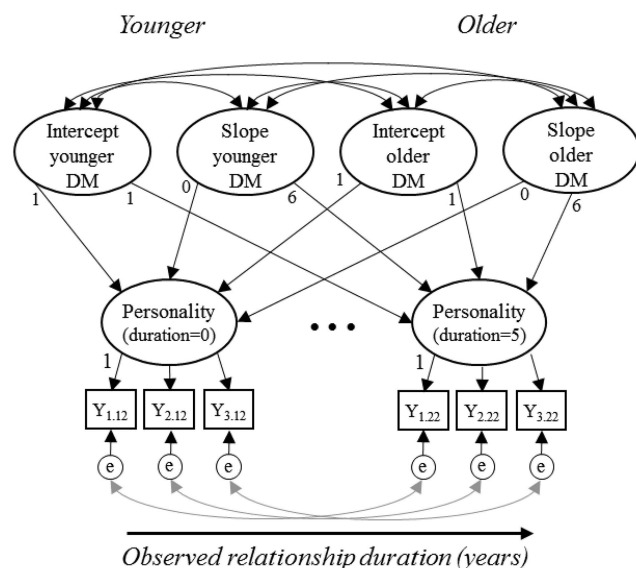 Younger Older
Intercept younger DM
Slope younger DM
Intercept older DM
Slope older DM
1 1 0 6 1 1 0 6
Personality (duration=0)
• • •
Personality (duration=5)
1 1
Y1.12 Y2.12 Y3.12 Y1.22 Y2.22 Y3.22
e e e e e e
Observed relationship duration (years)